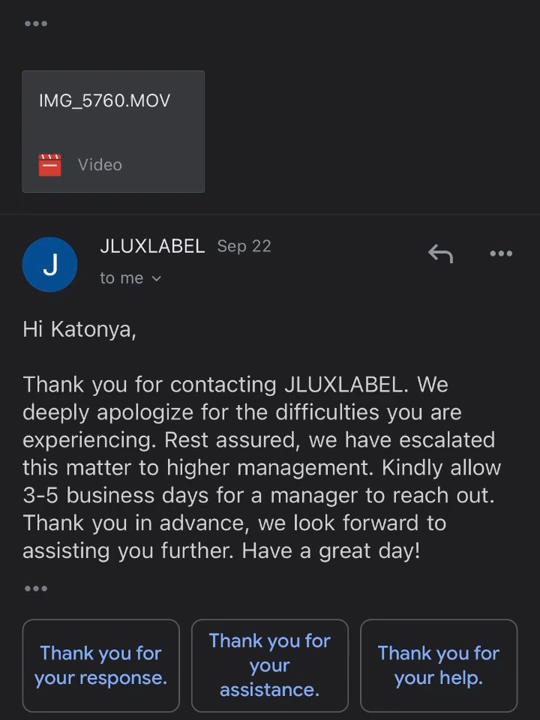 IMG_5760.MOV
Video
JLUXLABEL Sep 22
to me
J
Hi Katonya,
Thank you for contacting JLUXLABEL. We
deeply apologize for the difficulties you are
experiencing. Rest assured, we have escalated
this matter to higher management. Kindly allow
3-5 business days for a manager to reach out.
Thank you in advance, we look forward to
assisting you further. Have a great day!
Thank you for
your response.
Thank you for
your
assistance.
Thank you for
your help.